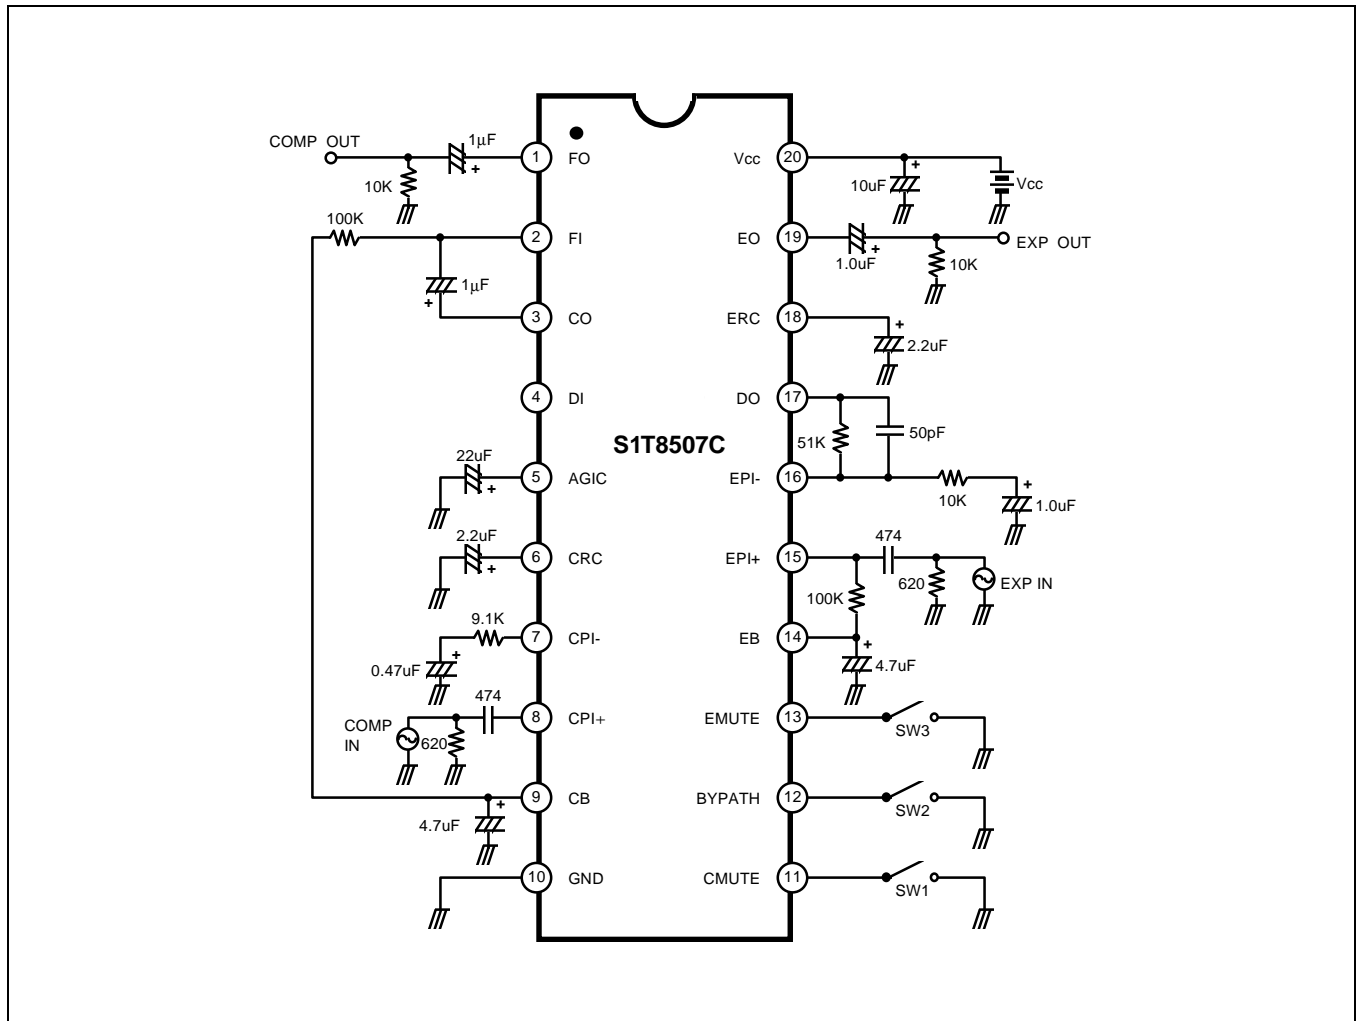 COMP OUT
1μF
1
FO
10K
100K
2
FI
1μF
3
CO
4
DI
22uF
5
AGIC
2.2uF
6
CRC
9.1K
7
CPI-
0.47uF
474
8
CPI+
COMP
IN
620
9
CB
4.7uF
10
GND
S1T8507C
Vcc
20
10uF
Vcc
EO
19
1.0uF
10K
EXP OUT
ERC
18
2.2uF
DO
17
51K
50pF
EPI-
16
10K
1.0uF
EPI+
15
474
620
EXP IN
100K
EB
14
4.7uF
EMUTE
13
SW3
BYPATH
12
SW2
CMUTE
11
SW1